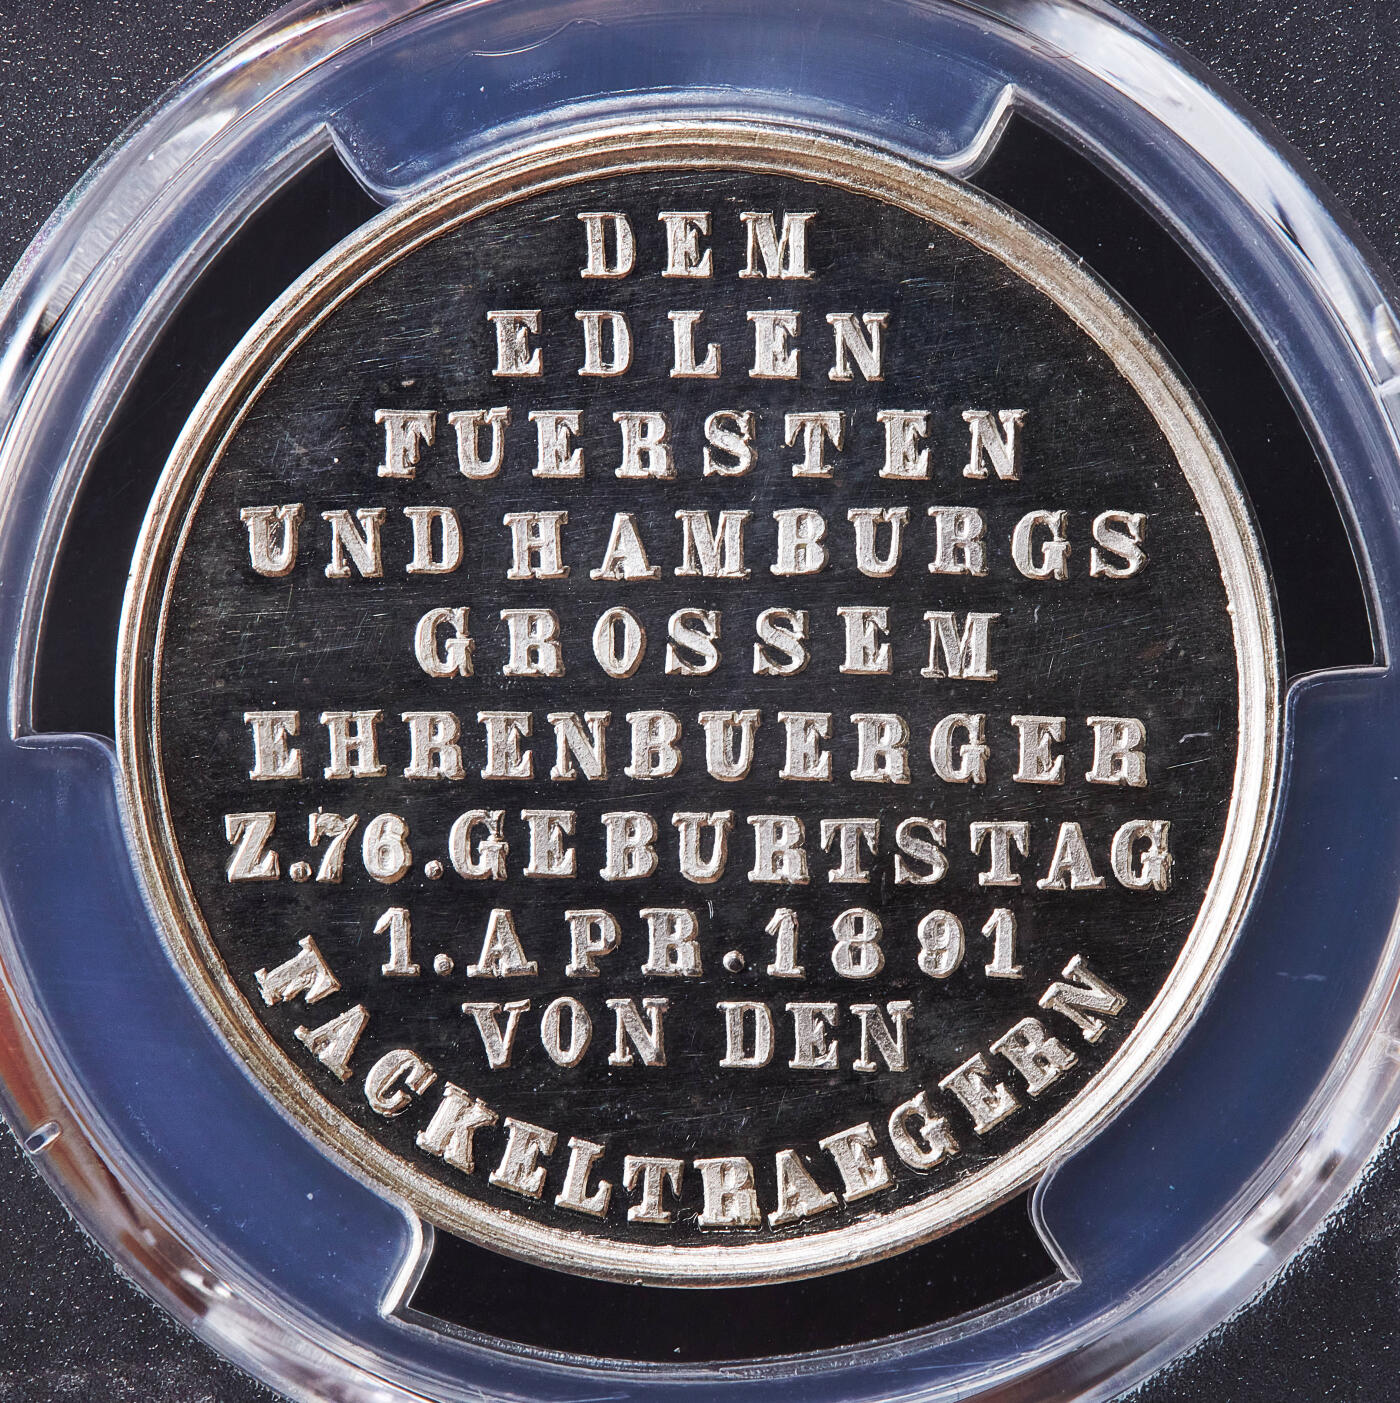 DEM
EDLEN
FUERSTEN
UND HAMBURGS
GROSSEM
EHRENBUERGER
Z.76.GEBURTSTAG
1.APR.1891
VON DEN
FACKELTRAEGERN